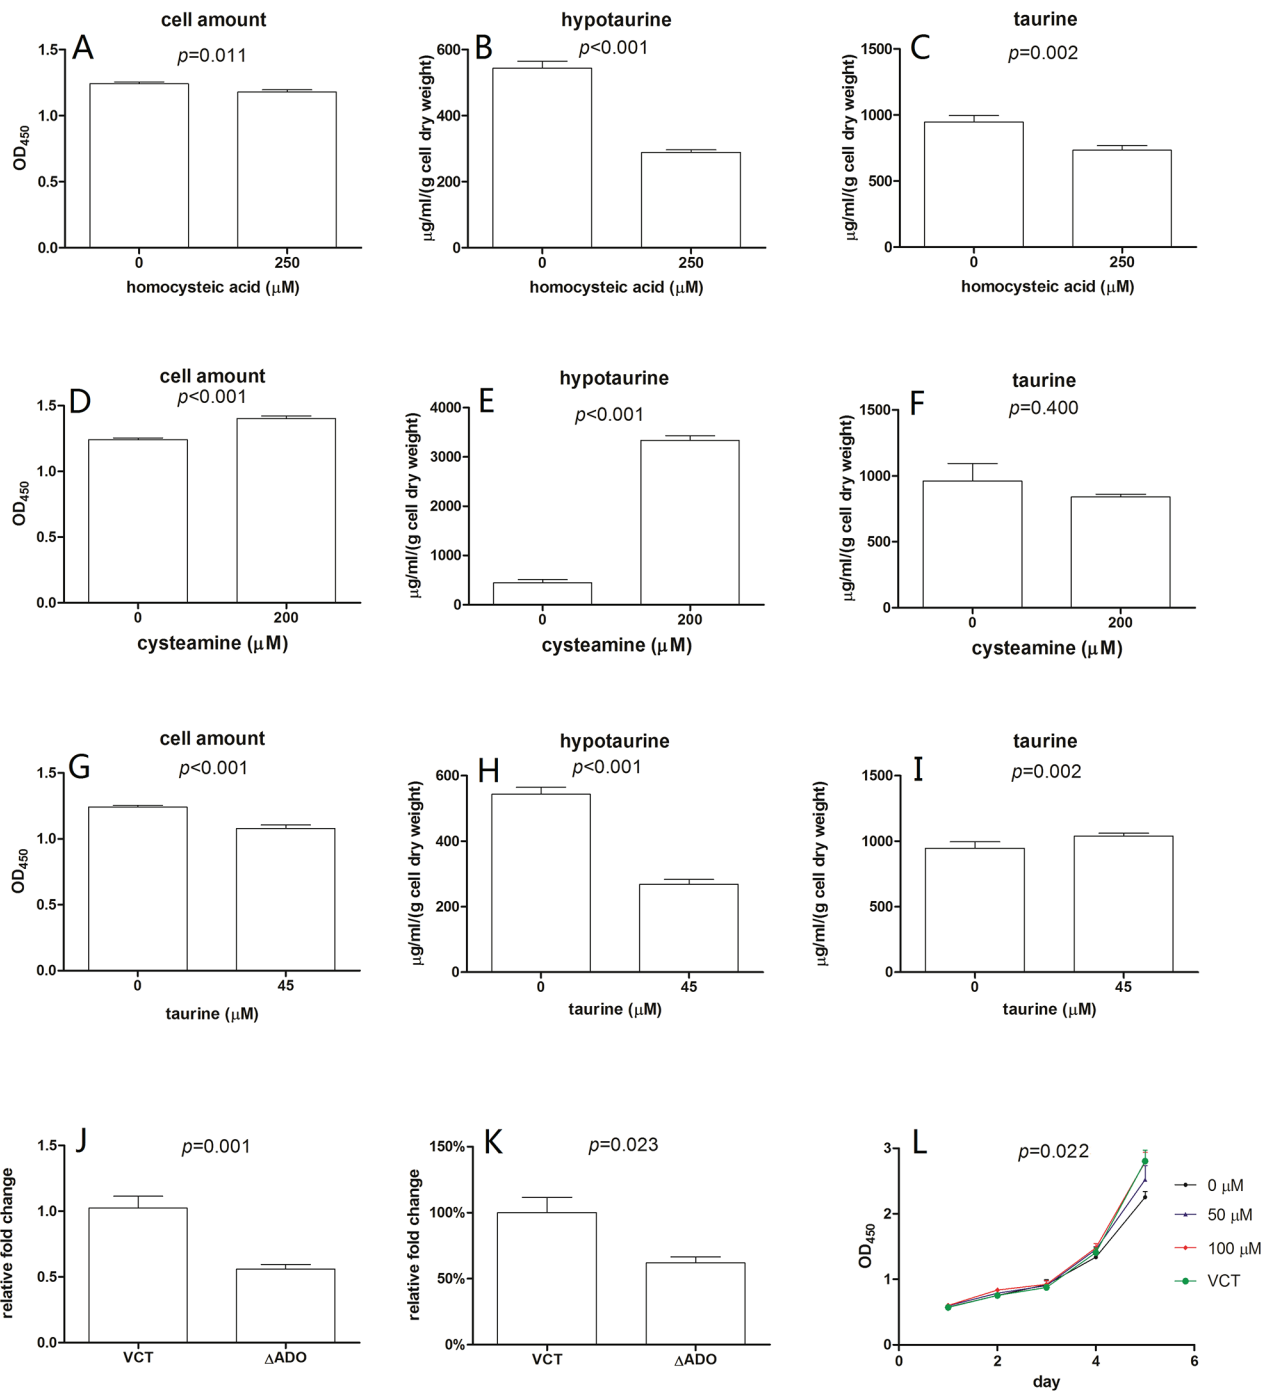 cell amount
A
p=0.011
1.5
1.0
0.5
0.0
OD450
0
250
homocysteic acid (μM)
hypotaurine
B
p<0.001
600
400
200
0
μg/ml/(g cell dry weight)
0
250
homocysteic acid (μM)
taurine
C
p=0.002
1500
1000
500
0
μg/ml/(g cell dry weight)
0
250
homocysteic acid (μM)
cell amount
D
p<0.001
1.5
1.0
0.5
0.0
OD450
0
200
cysteamine (μM)
hypotaurine
E
p<0.001
4000
3000
2000
1000
0
μg/ml/(g cell dry weight)
0
200
cysteamine (μM)
taurine
F
p=0.400
1500
1000
500
0
μg/ml/(g cell dry weight)
0
200
cysteamine (μM)
cell amount
G
p<0.001
1.5
1.0
0.5
0.0
OD450
0
45
taurine (μM)
hypotaurine
H
p<0.001
600
400
200
0
μg/ml/(g cell dry weight)
0
45
taurine (μM)
taurine
I
p=0.002
1500
1000
500
0
μg/ml/(g cell dry weight)
0
45
taurine (μM)
J
p=0.001
1.5
1.0
0.5
0.0
relative fold change
VCT
ΔADO
K
p=0.023
150%
100%
50%
0%
relative fold change
VCT
ΔADO
L
p=0.022
3
2
1
0
OD450
0
2
4
6
day
0 μM
50 μM
100 μM
VCT